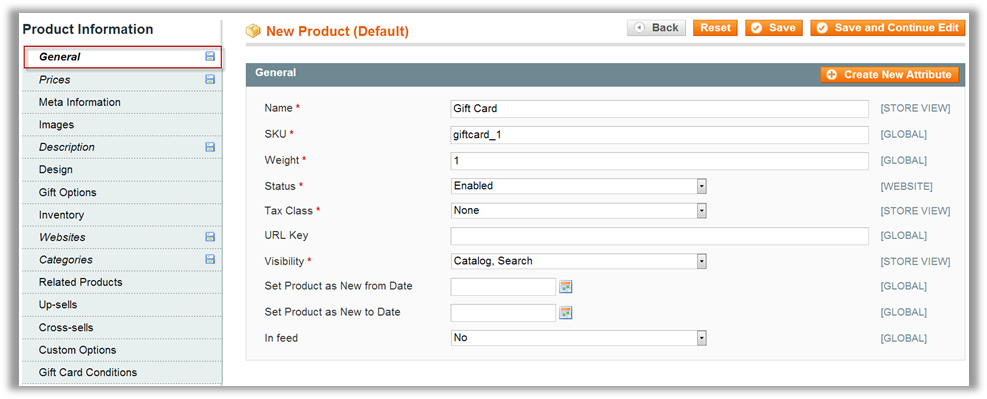 Product Information
General
Prices
Meta Information
Images
Description
Design
Gift Options
Inventory
Websites
Categories
Related Products
Up-sells
Cross-sells
Custom Options
Gift Card Conditions
New Product (Default)
Back
Reset
Save
Save and Continue Edit
General
Create New Attribute
Name * Gift Card [STORE VIEW]
SKU * giftcard_1 [GLOBAL]
Weight * 1 [GLOBAL]
Status * Enabled [WEBSITE]
Tax Class * None [STORE VIEW]
URL Key [GLOBAL]
Visibility * Catalog, Search [STORE VIEW]
Set Product as New from Date [GLOBAL]
Set Product as New to Date [GLOBAL]
In feed No [GLOBAL]